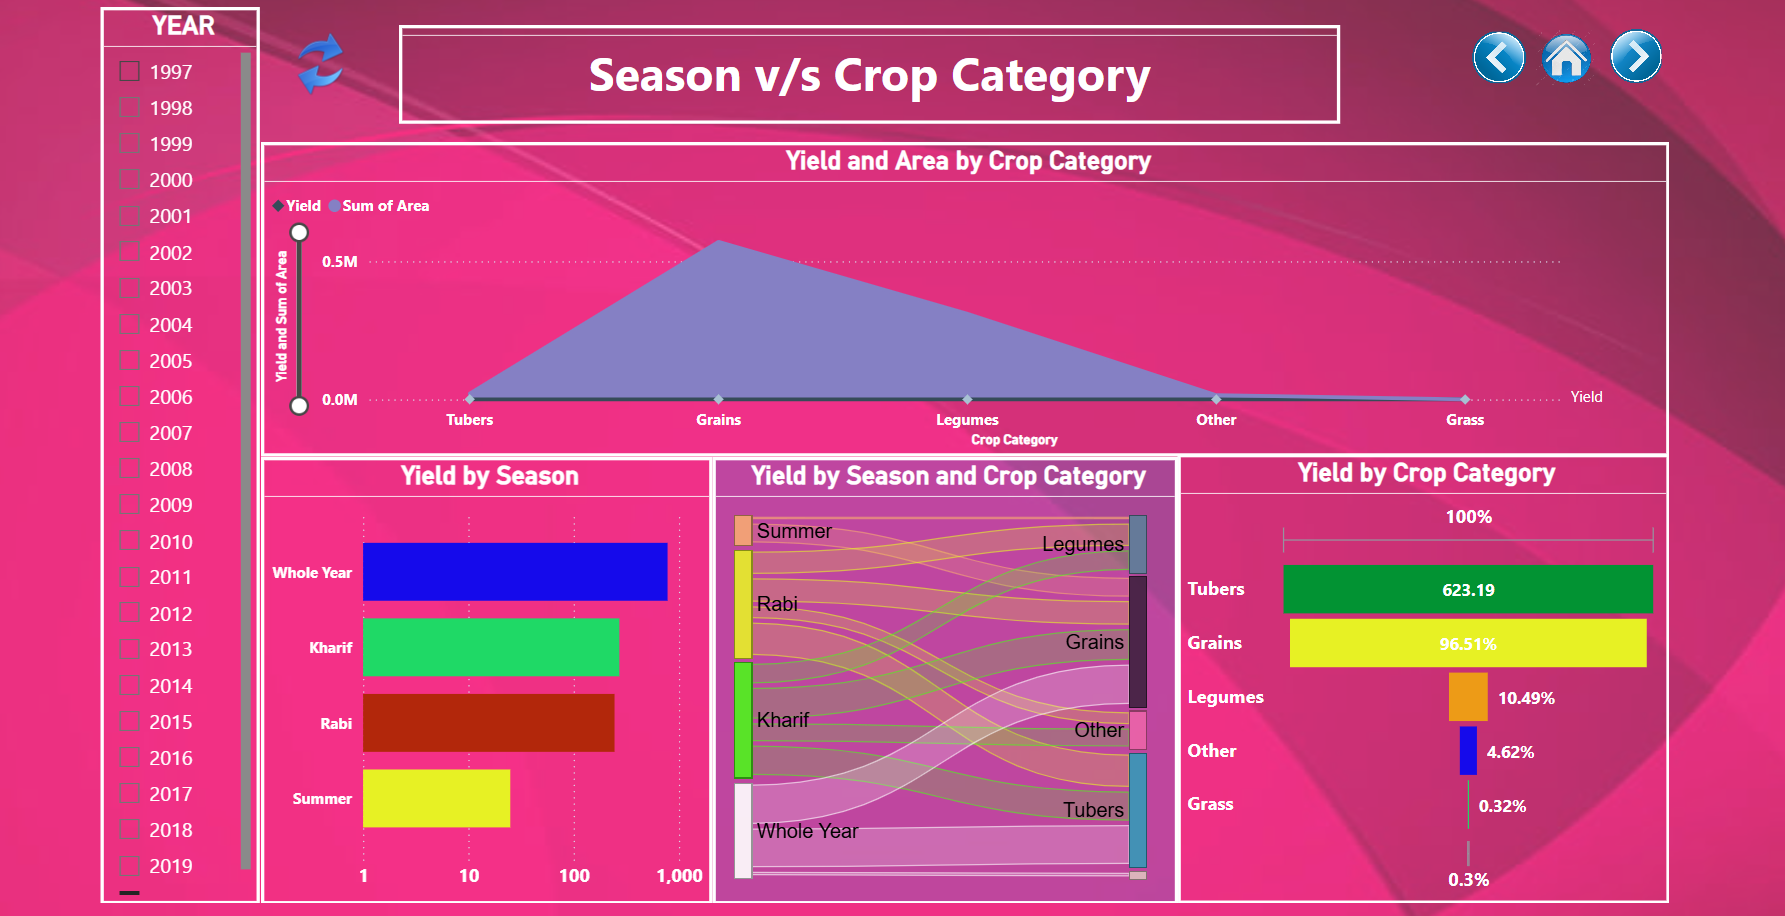 YEAR
1997
1998
1999
2000
2001
2002
2003
2004
2005
2006
2007
2008
2009
2010
2011
2012
2013
2014
2015
2016
2017
2018
2019
Season v/s Crop Category
Yield and Area by Crop Category
Yield Sum of Area
Yield and Sum of Area
0.5M
0.0M
Yield
Tubers Grains Legumes Other Grass
Crop Category
Yield by Season
Whole Year
Kharif
Rabi
Summer
1 10 100 1,000
Yield by Season and Crop Category
Summer
Rabi
Kharif
Whole Year
Legumes
Grains
Other
Tubers
Yield by Crop Category
100%
Tubers 623.19
Grains 96.51%
Legumes 10.49%
Other 4.62%
Grass 0.32%
0.3%